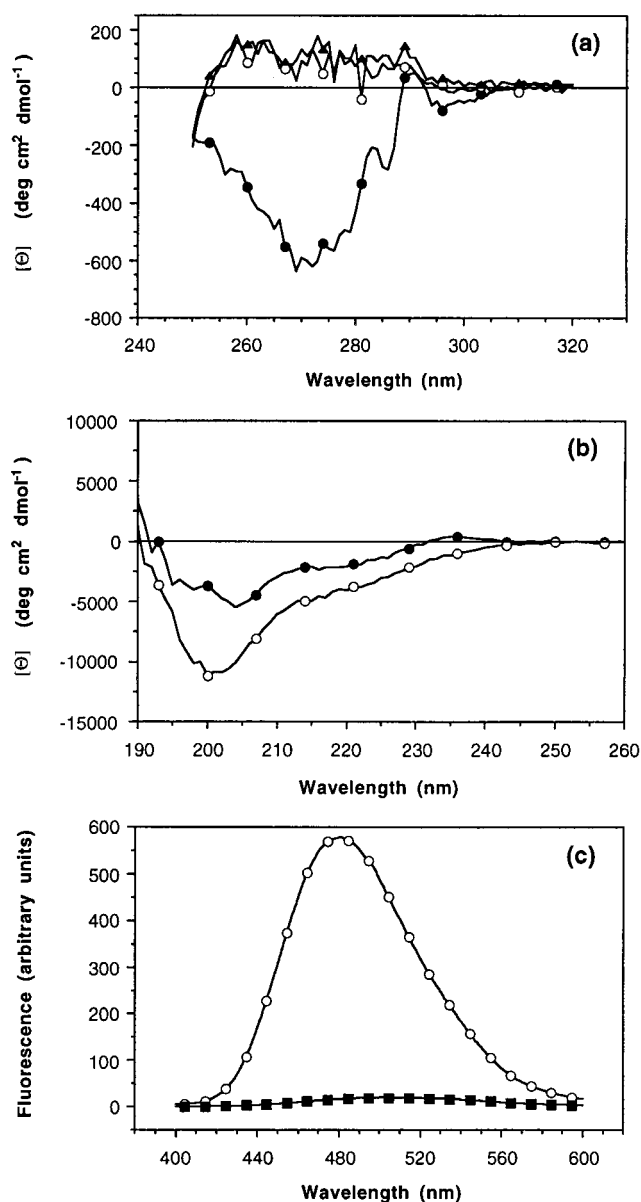 (a)
200
0
-200
-400
-600
-800
[Θ] (deg cm² dmol⁻¹)
240 260 280 300 320
Wavelength (nm)
(b)
10000
5000
0
-5000
-10000
-15000
[Θ] (deg cm² dmol⁻¹)
190 200 210 220 230 240 250 260
Wavelength (nm)
(c)
600
500
400
300
200
100
0
Fluorescence (arbitrary units)
400 440 480 520 560 600
Wavelength (nm)